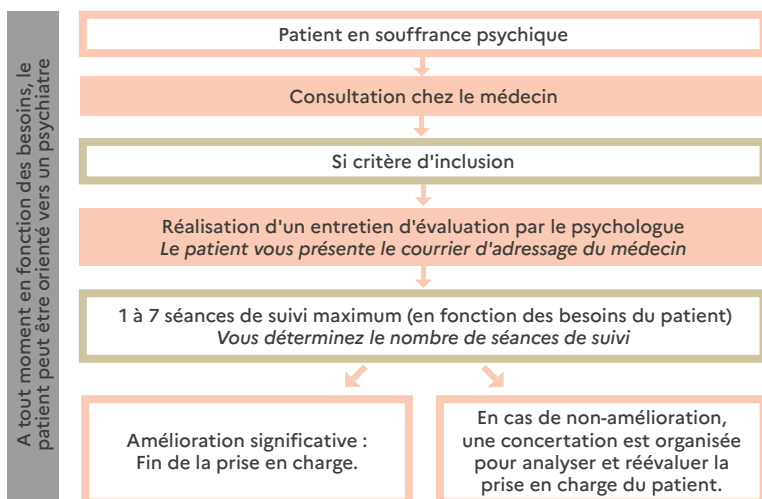 A tout moment en fonction des besoins, le
patient peut être orienté vers un psychiatre
Patient en souffrance psychique
Consultation chez le médecin
Si critère d'inclusion
Réalisation d'un entretien d'évaluation par le psychologue
Le patient vous présente le courrier d'adressage du médecin
1 à 7 séances de suivi maximum (en fonction des besoins du patient)
Vous déterminez le nombre de séances de suivi
Amélioration significative :
Fin de la prise en charge.
En cas de non-amélioration,
une concertation est organisée
pour analyser et réévaluer la
prise en charge du patient.